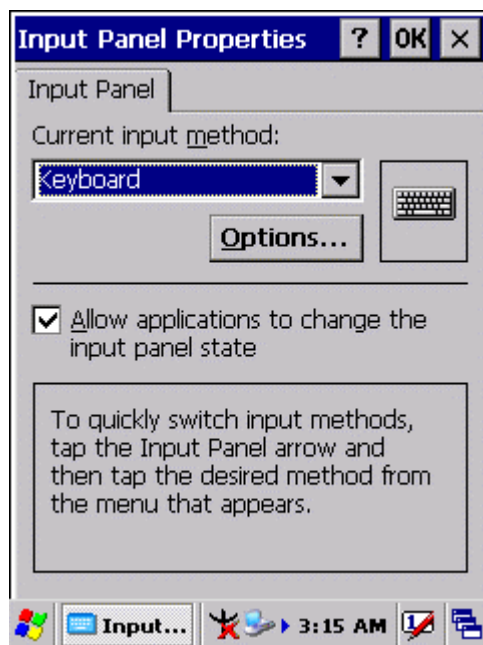 Input Panel Properties ? OK ×
Input Panel
Current input method:
Keyboard
Options...
Allow applications to change the
input panel state
To quickly switch input methods,
tap the Input Panel arrow and
then tap the desired method from
the menu that appears.
Input... 3:15 AM